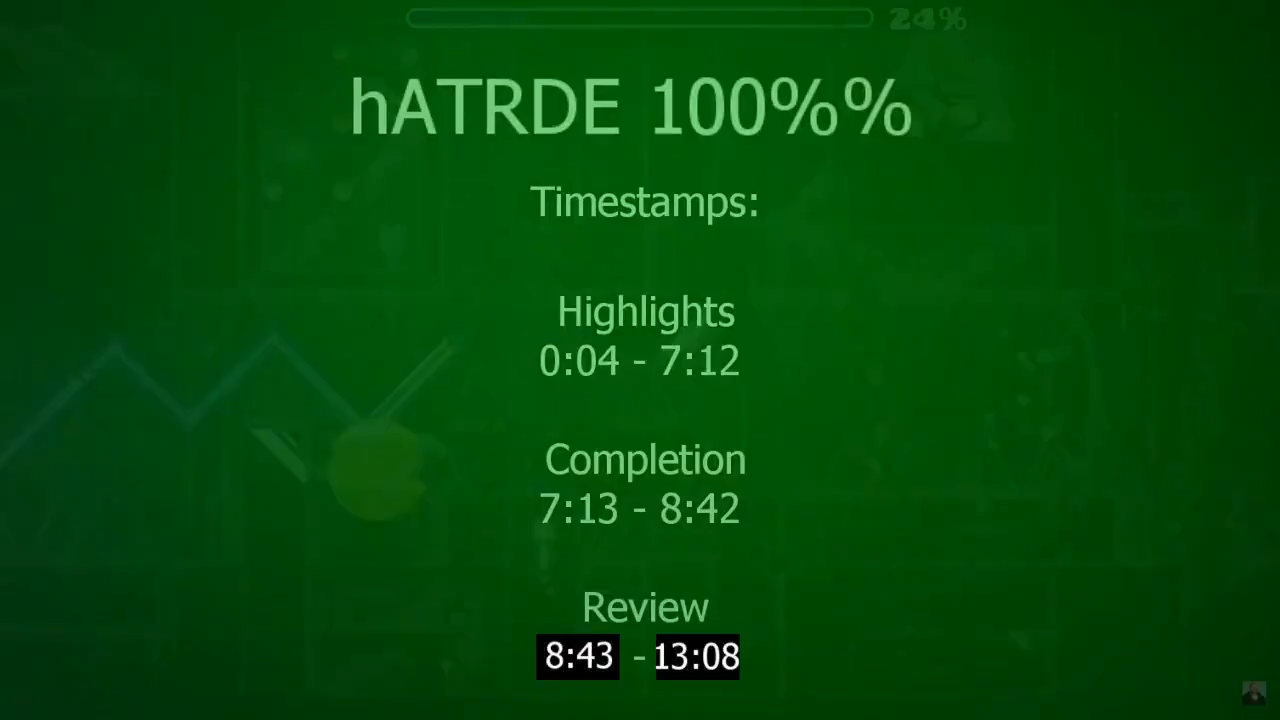 24%
hATRDE 100%%
Timestamps:
Highlights
0:04 - 7:12
Completion
7:13 - 8:42
Review
8:43 - 13:08